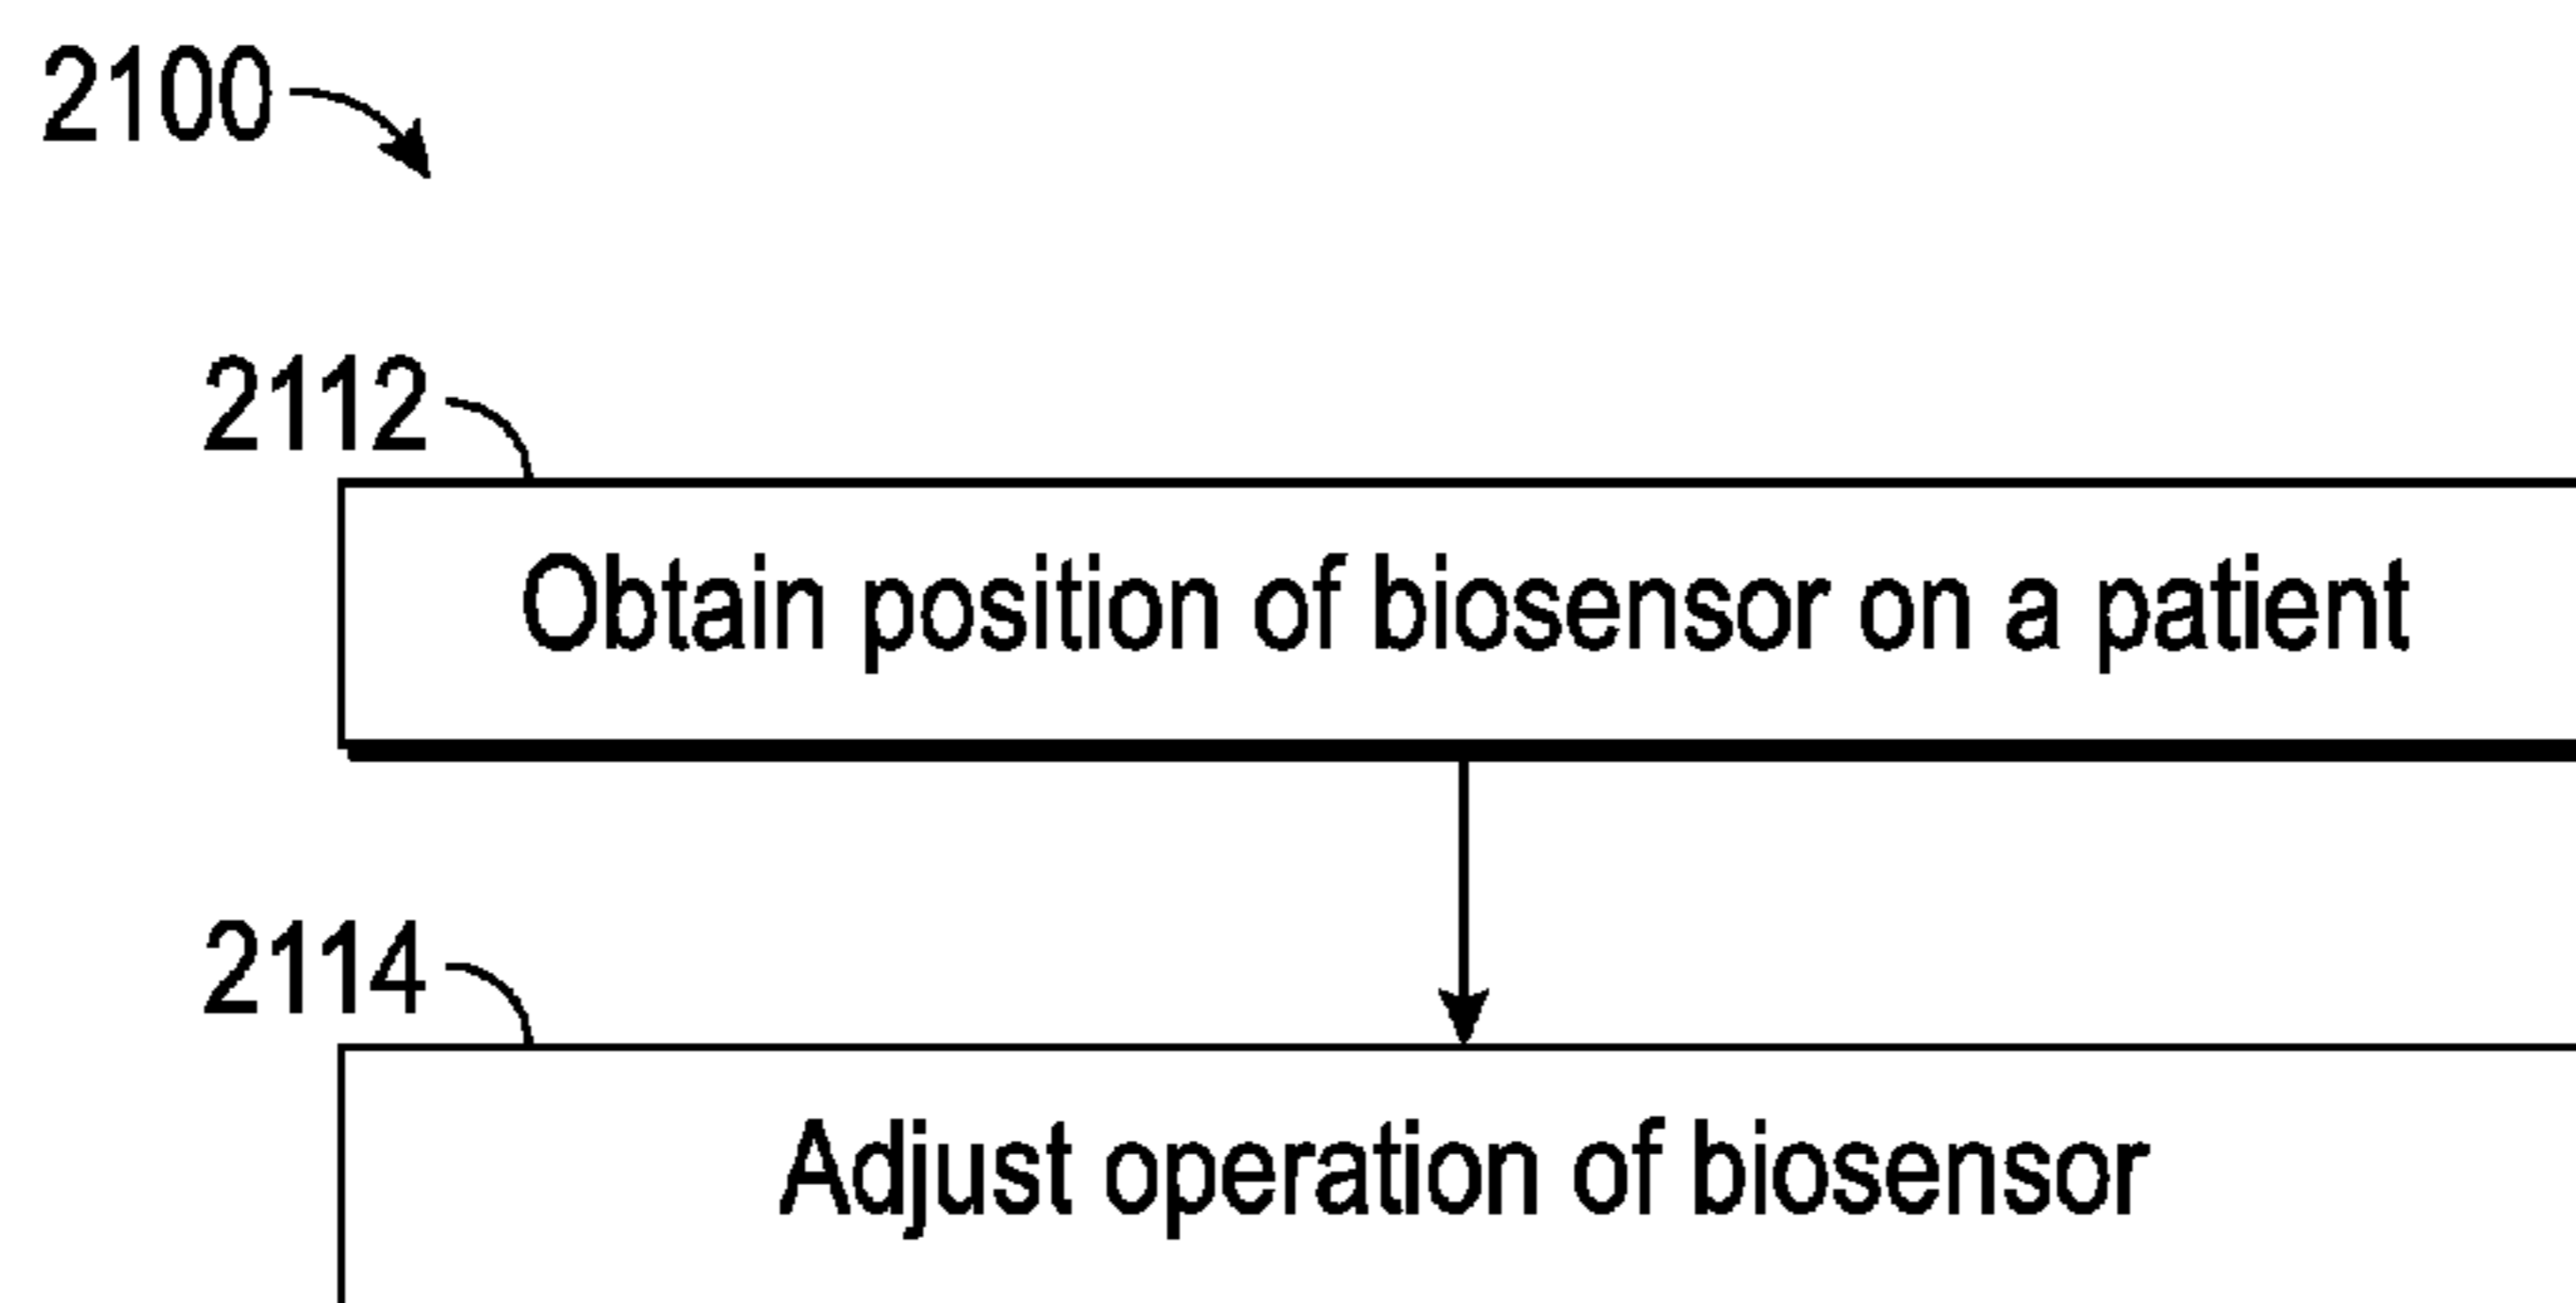 2100
2112
Obtain position of biosensor on a patient
2114
Adjust operation of biosensor